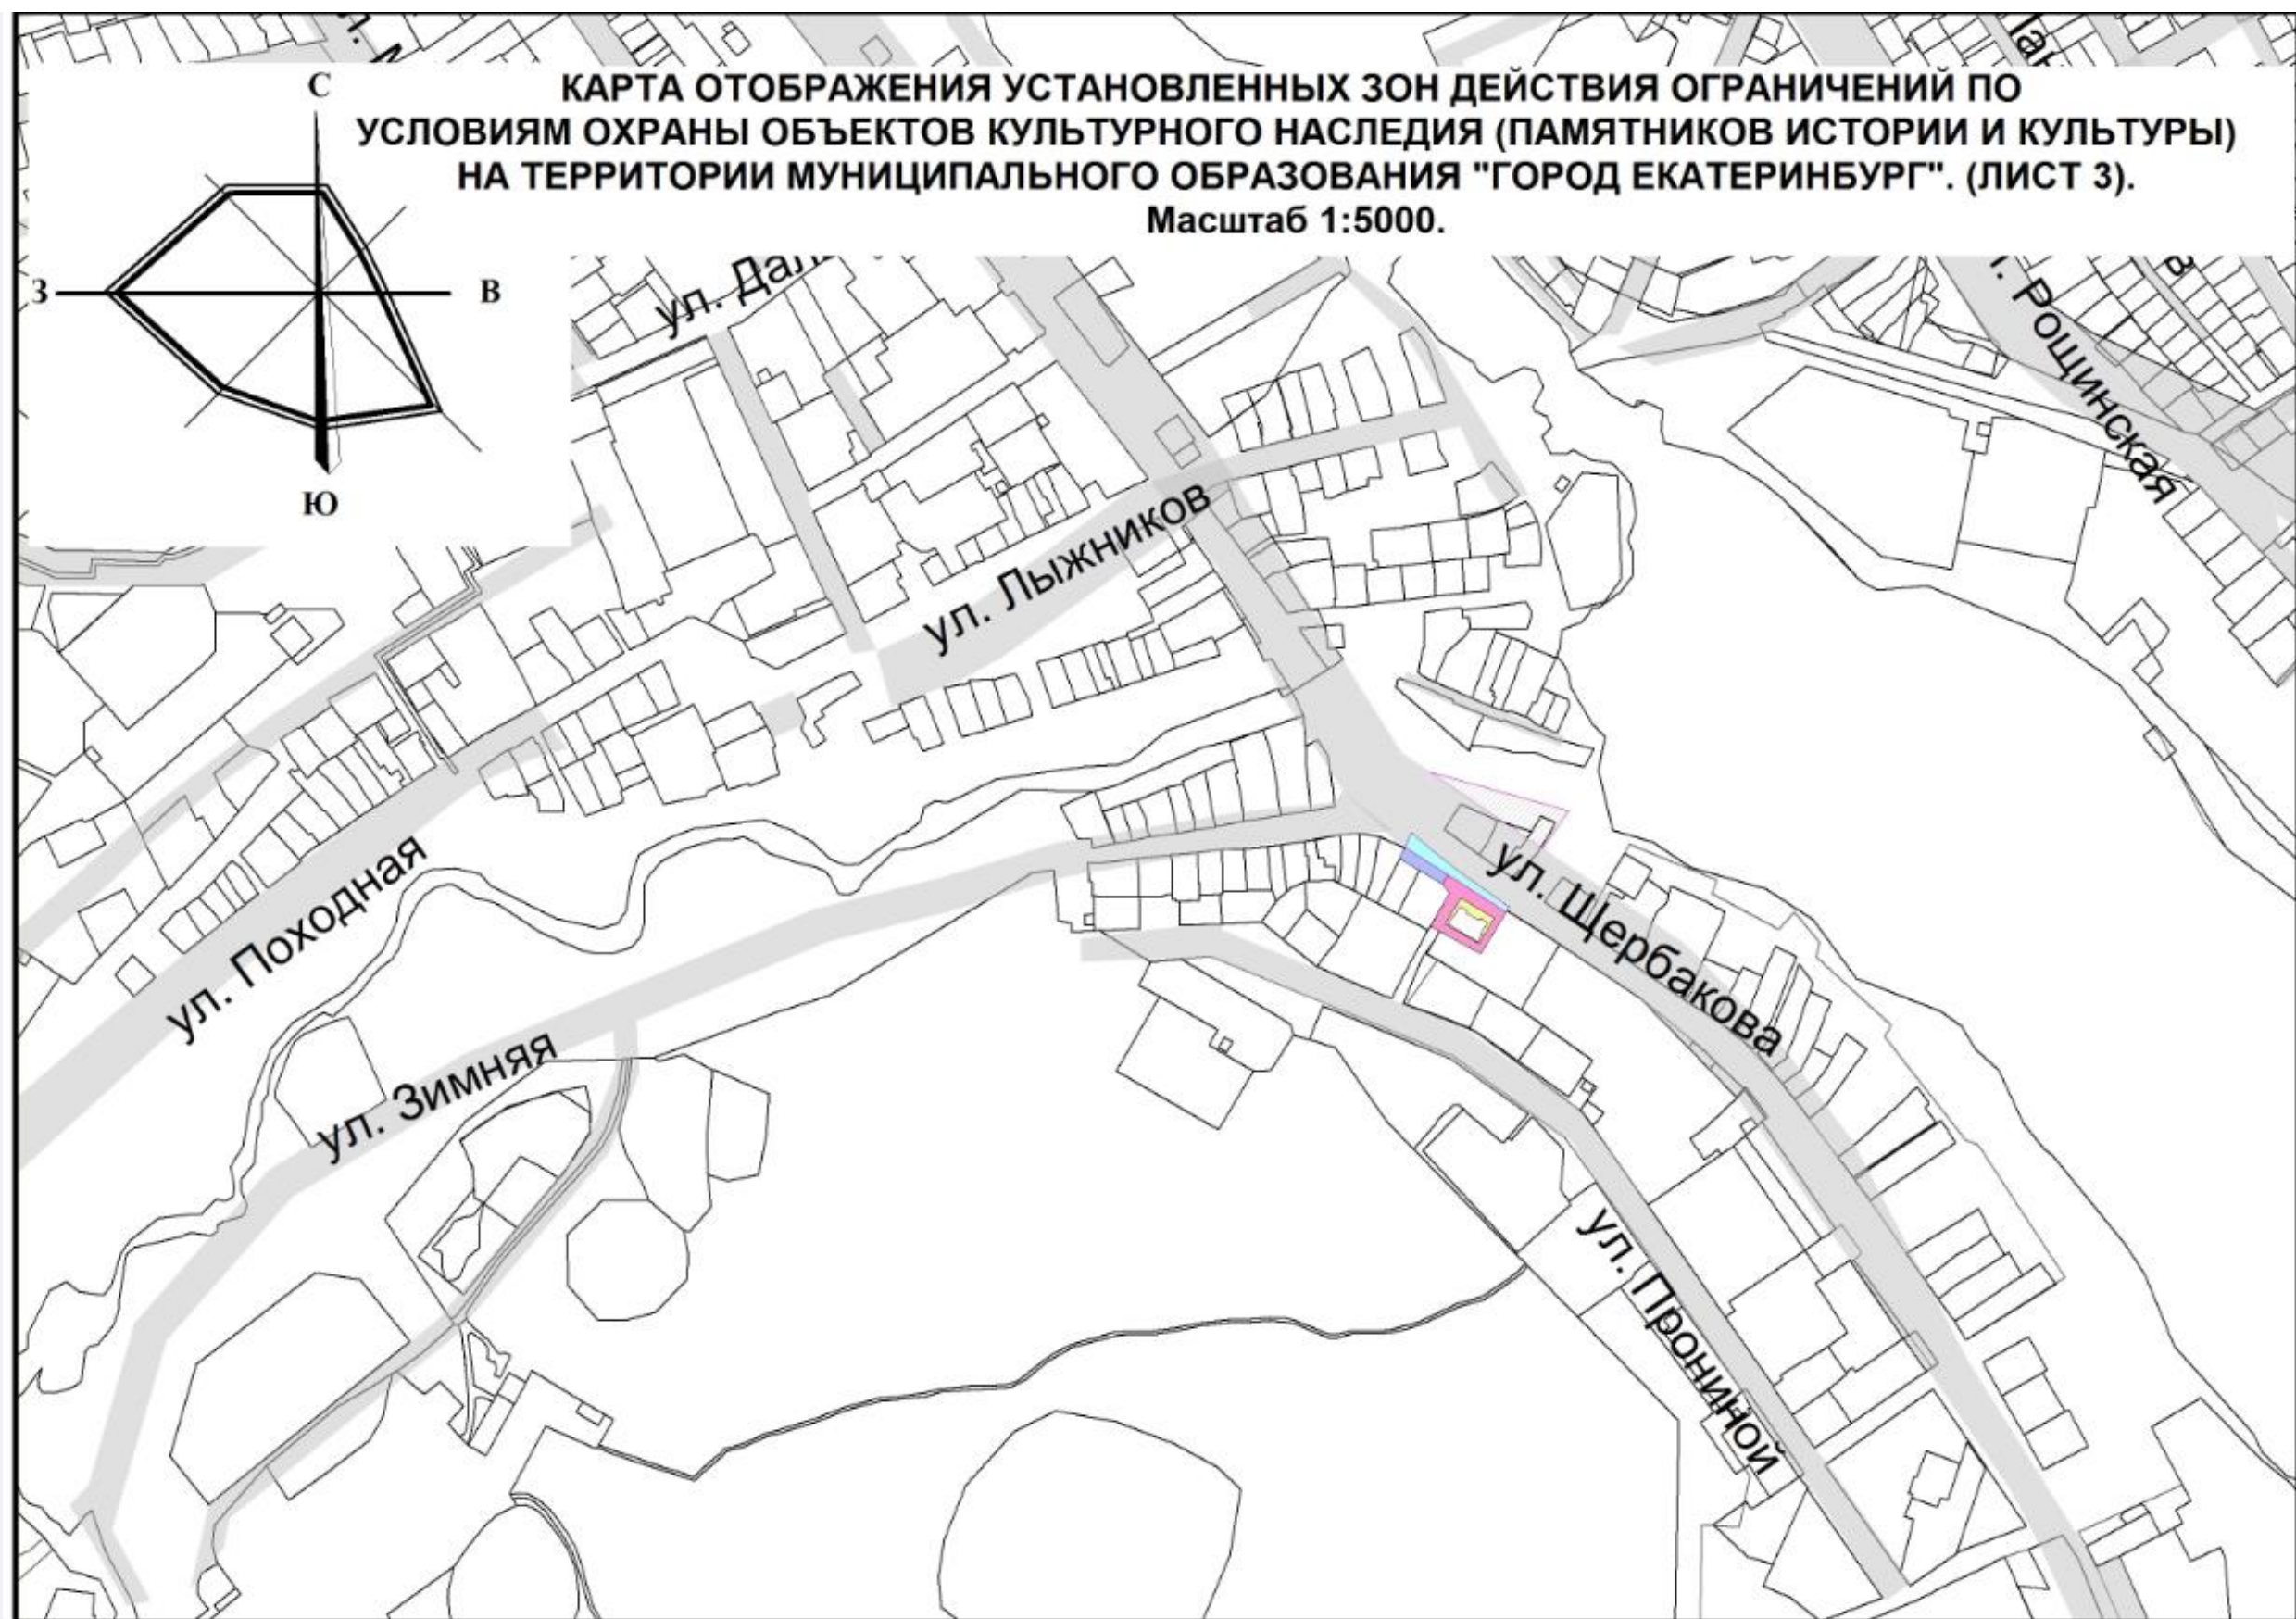 КАРТА ОТОБРАЖЕНИЯ УСТАНОВЛЕННЫХ ЗОН ДЕЙСТВИЯ ОГРАНИЧЕНИЙ ПО
УСЛОВИЯМ ОХРАНЫ ОБЪЕКТОВ КУЛЬТУРНОГО НАСЛЕДИЯ (ПАМЯТНИКОВ ИСТОРИИ И КУЛЬТУРЫ)
НА ТЕРРИТОРИИ МУНИЦИПАЛЬНОГО ОБРАЗОВАНИЯ "ГОРОД ЕКАТЕРИНБУРГ". (ЛИСТ 3).
Масштаб 1:5000.
С
З
В
Ю
ул.
Рощинская
ул. Лыжников
ул. Походная
ул. Щербакова
ул. Зимняя
ул. Прониной